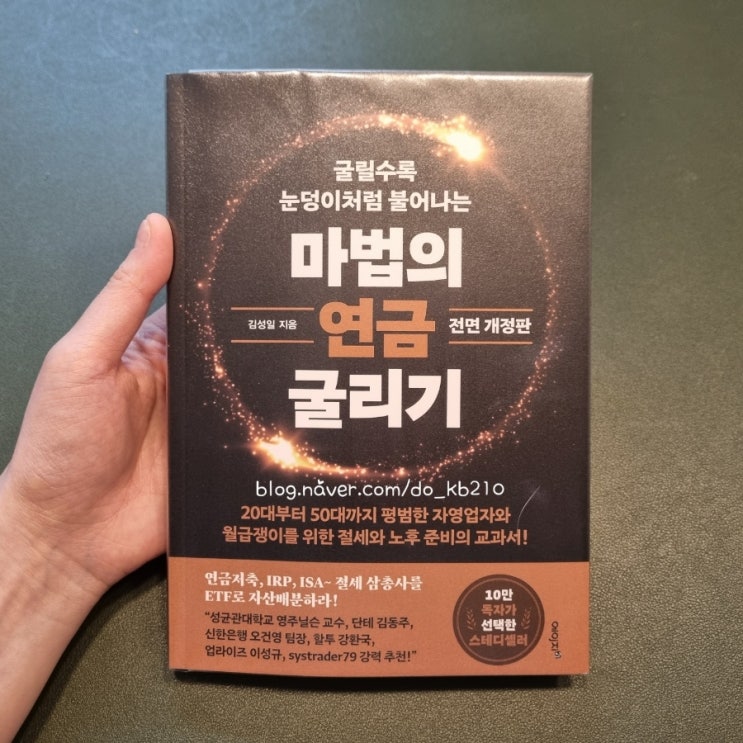 굴릴수록
눈덩이처럼 불어나는
마법의
김성일 지음
연금
전면 개정판
굴리기
blog.naver.com/do_kb210
20대부터 50대까지 평범한 자영업자와
월급쟁이를 위한 절세와 노후 준비의 교과서!
연금저축, IRP, ISA~ 절세 삼총사를
ETF로 자산배분하라!
“성균관대학교 영주닐슨 교수, 단테 김동주,
신한은행 오건영 팀장, 할투 강환국,
업라이즈 이성규, systrader79 강력 추천!”
10만
독자가
선택한
스테디셀러
에이지21